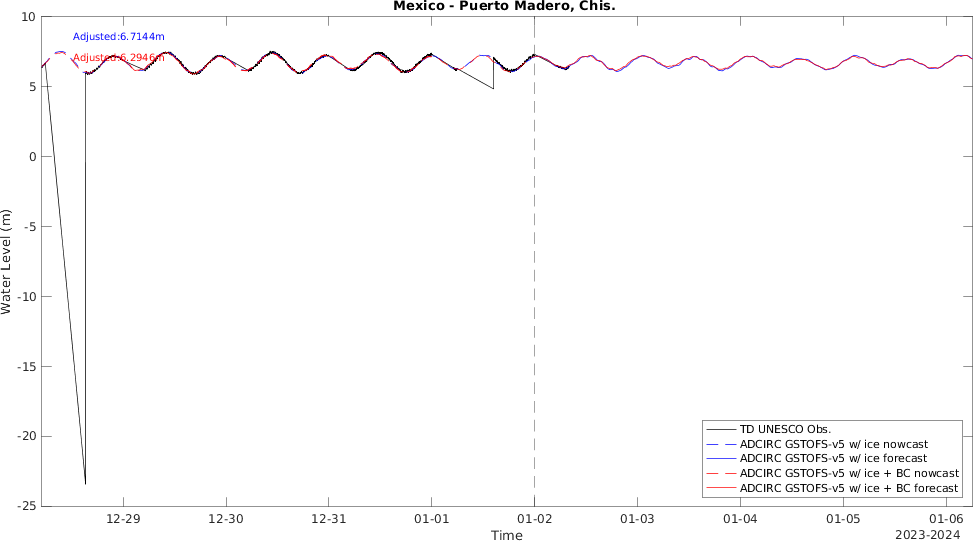 Mexico - Puerto Madero, Chis.
10
Adjusted:6.7144m
Adjusted:6.2946m
5
0
-5
-10
-15
-20
-25
Water Level (m)
TD UNESCO Obs.
ADCIRC GSTOFS-v5 w/ ice nowcast
ADCIRC GSTOFS-v5 w/ ice forecast
ADCIRC GSTOFS-v5 w/ ice + BC nowcast
ADCIRC GSTOFS-v5 w/ ice + BC forecast
12-29 12-30 12-31 01-01 01-02 01-03 01-04 01-05 01-06
Time
2023-2024